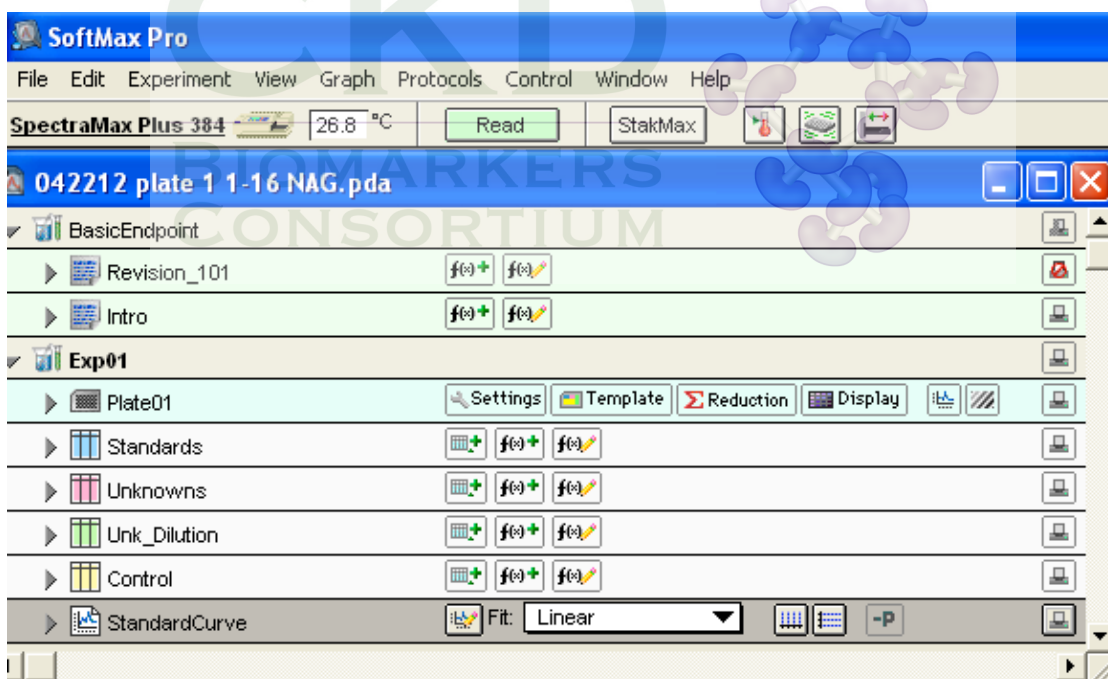 CKD
SoftMax Pro
File Edit Experiment View Graph Protocols Control Window Help
SpectraMax Plus 384 26.8 °C Read StakMax
BIOMARKERS
042212 plate 1 1-16 NAG.pda
CONSORTIUM
BasicEndpoint
Revision_101 f(x)+ f(x)
Intro f(x)+ f(x)
Exp01
Plate01 Settings Template Σ Reduction Display
Standards f(x)+ f(x)
Unknowns f(x)+ f(x)
Unk_Dilution f(x)+ f(x)
Control f(x)+ f(x)
StandardCurve Fit: Linear -P